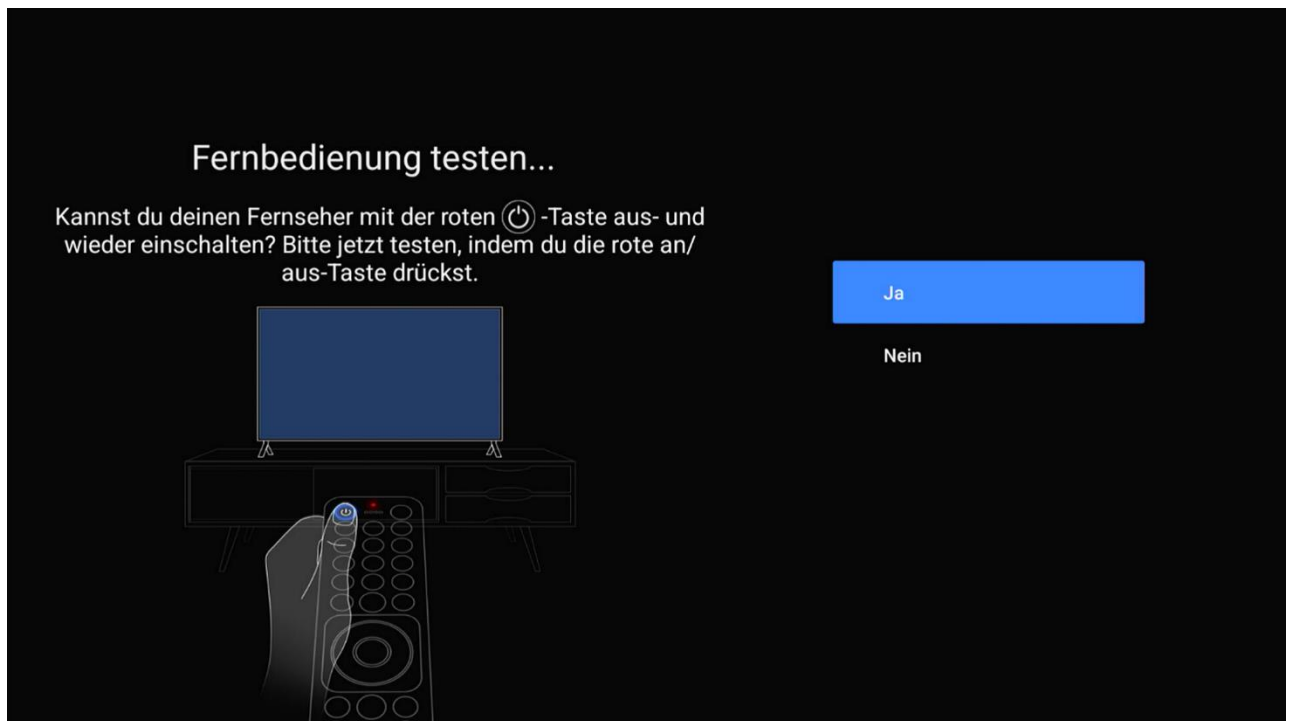 Fernbedienung testen...
Kannst du deinen Fernseher mit der roten -Taste aus- und
wieder einschalten? Bitte jetzt testen, indem du die rote an/
aus-Taste drückst.
Ja
Nein